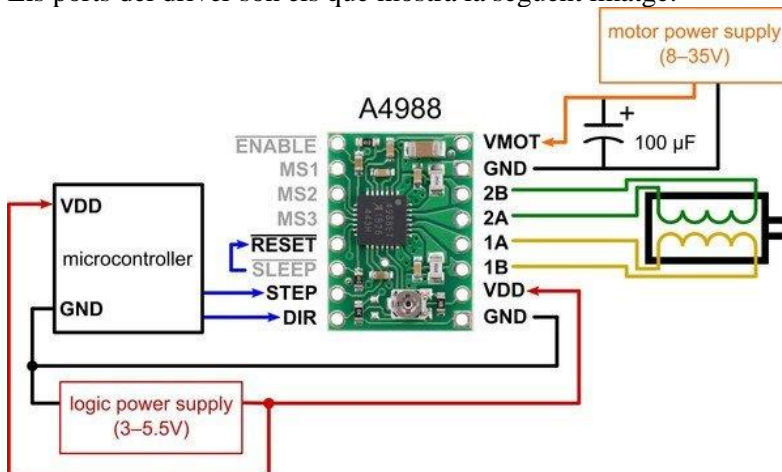 Els ports del driver són els que mostra la següent imatge:
motor power supply
(8–35V)
A4988
ENABLE
MS1
MS2
MS3
RESET
SLEEP
STEP
DIR
VMOT
GND
2B
2A
1A
1B
VDD
GND
+
100 µF
VDD
microcontroller
GND
logic power supply
(3–5.5V)